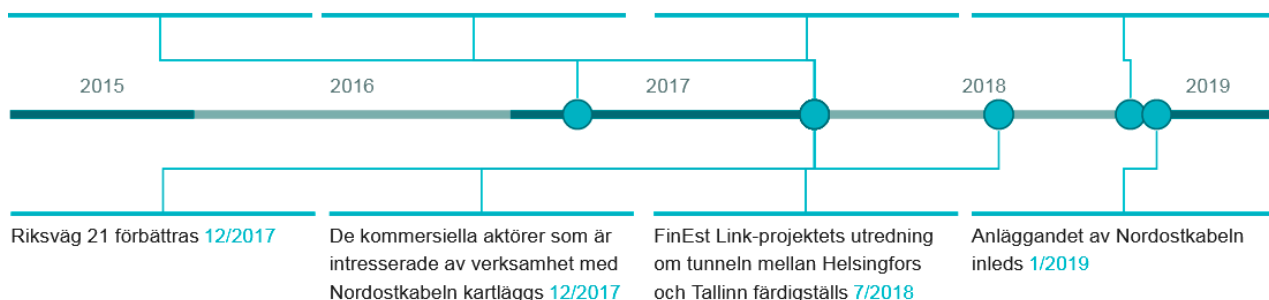 2015 2016 2017 2018 2019
Riksväg 21 förbättras 12/2017
De kommersiella aktörer som är
intresserade av verksamhet med
Nordostkabeln kartläggs 12/2017
FinEst Link-projektets utredning
om tunneln mellan Helsingfors
och Tallinn färdigställs 7/2018
Anläggandet av Nordostkabeln
inleds 1/2019